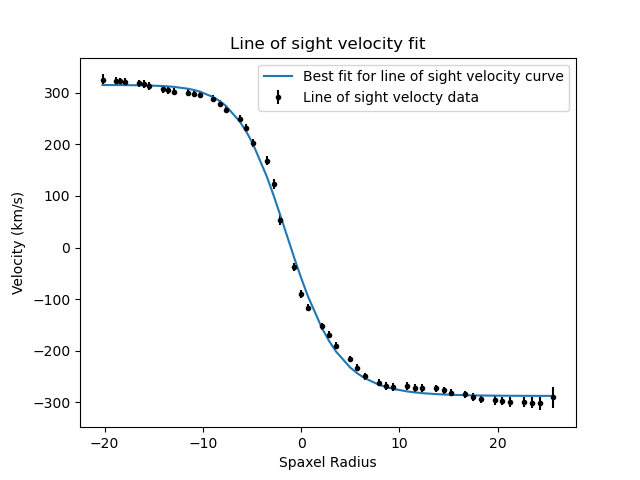 Line of sight velocity fit
Best fit for line of sight velocity curve
Line of sight velocty data
Velocity (km/s)
300
200
100
0
−100
−200
−300
−20
−10
0
10
20
Spaxel Radius